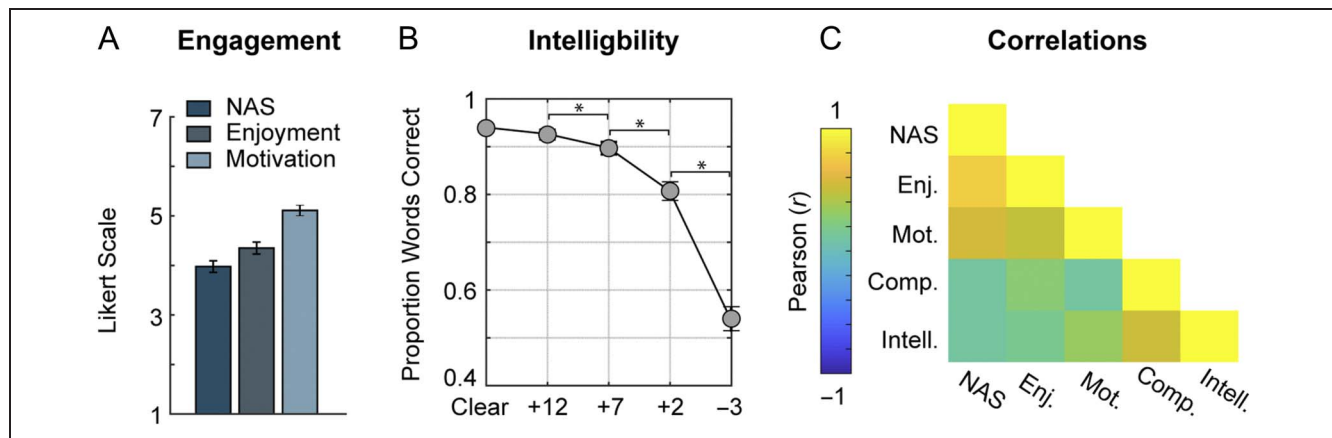 A Engagement
NAS
Enjoyment
Motivation
7
5
3
1
Likert Scale
B Intelligbility
Proportion Words Correct
1
0.8
0.6
0.4
* * *
Clear +12 +7 +2 −3
C Correlations
1
Pearson (r)
−1
NAS
Enj.
Mot.
Comp.
Intell.
NAS Enj. Mot. Comp. Intell.